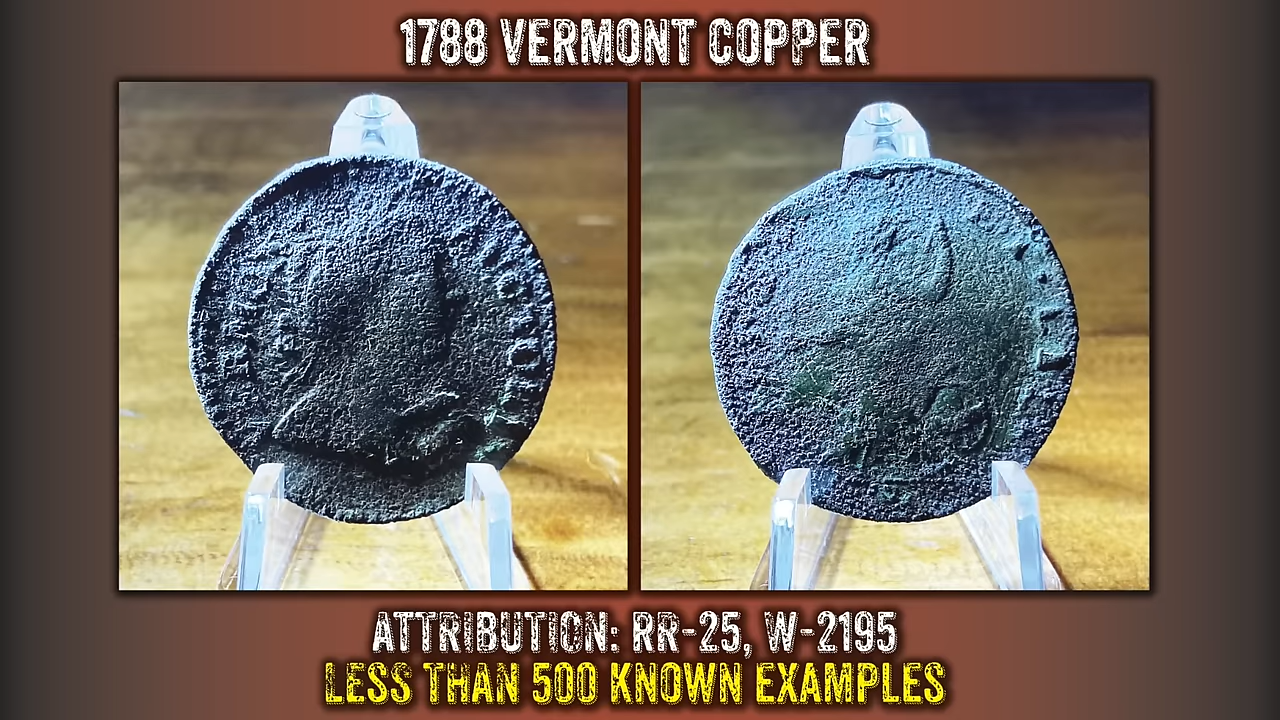 1788 VERMONT COPPER
ATTRIBUTION: RR-25, W-2195
LESS THAN 500 KNOWN EXAMPLES